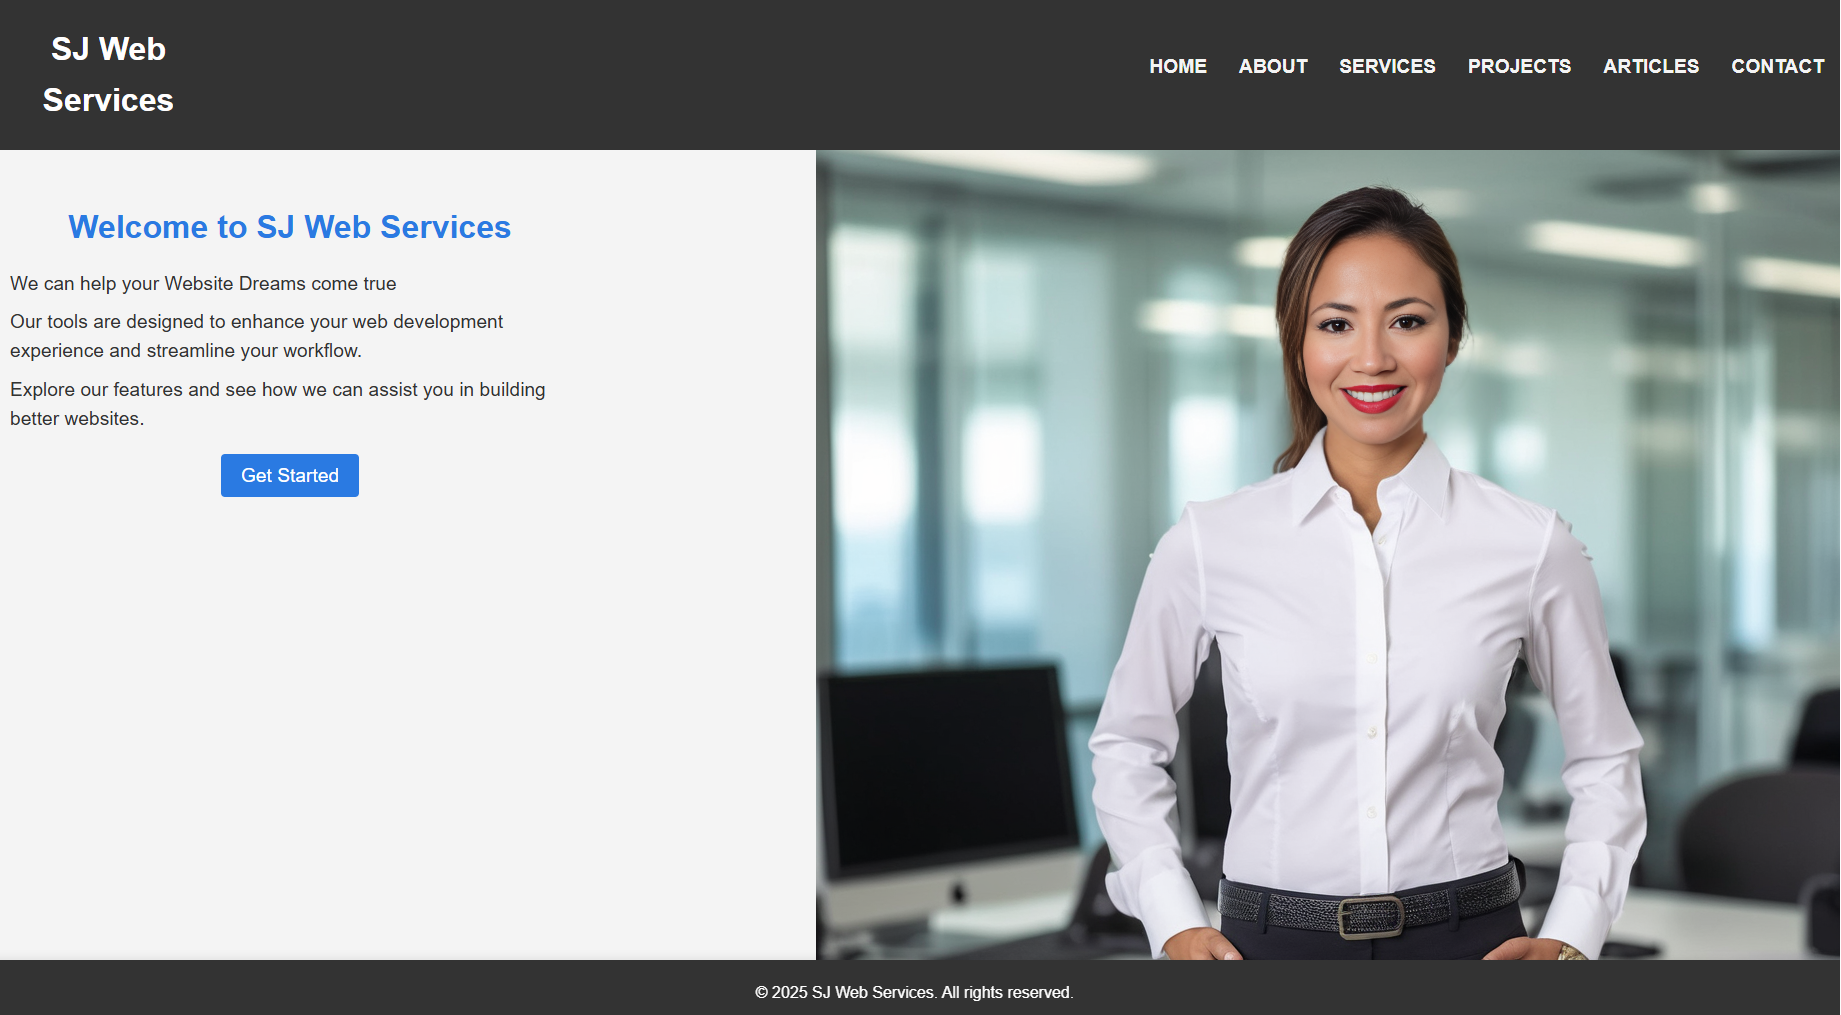 SJ Web
Services
HOME ABOUT SERVICES PROJECTS ARTICLES CONTACT
Welcome to SJ Web Services
We can help your Website Dreams come true
Our tools are designed to enhance your web development
experience and streamline your workflow.
Explore our features and see how we can assist you in building
better websites.
Get Started
© 2025 SJ Web Services. All rights reserved.